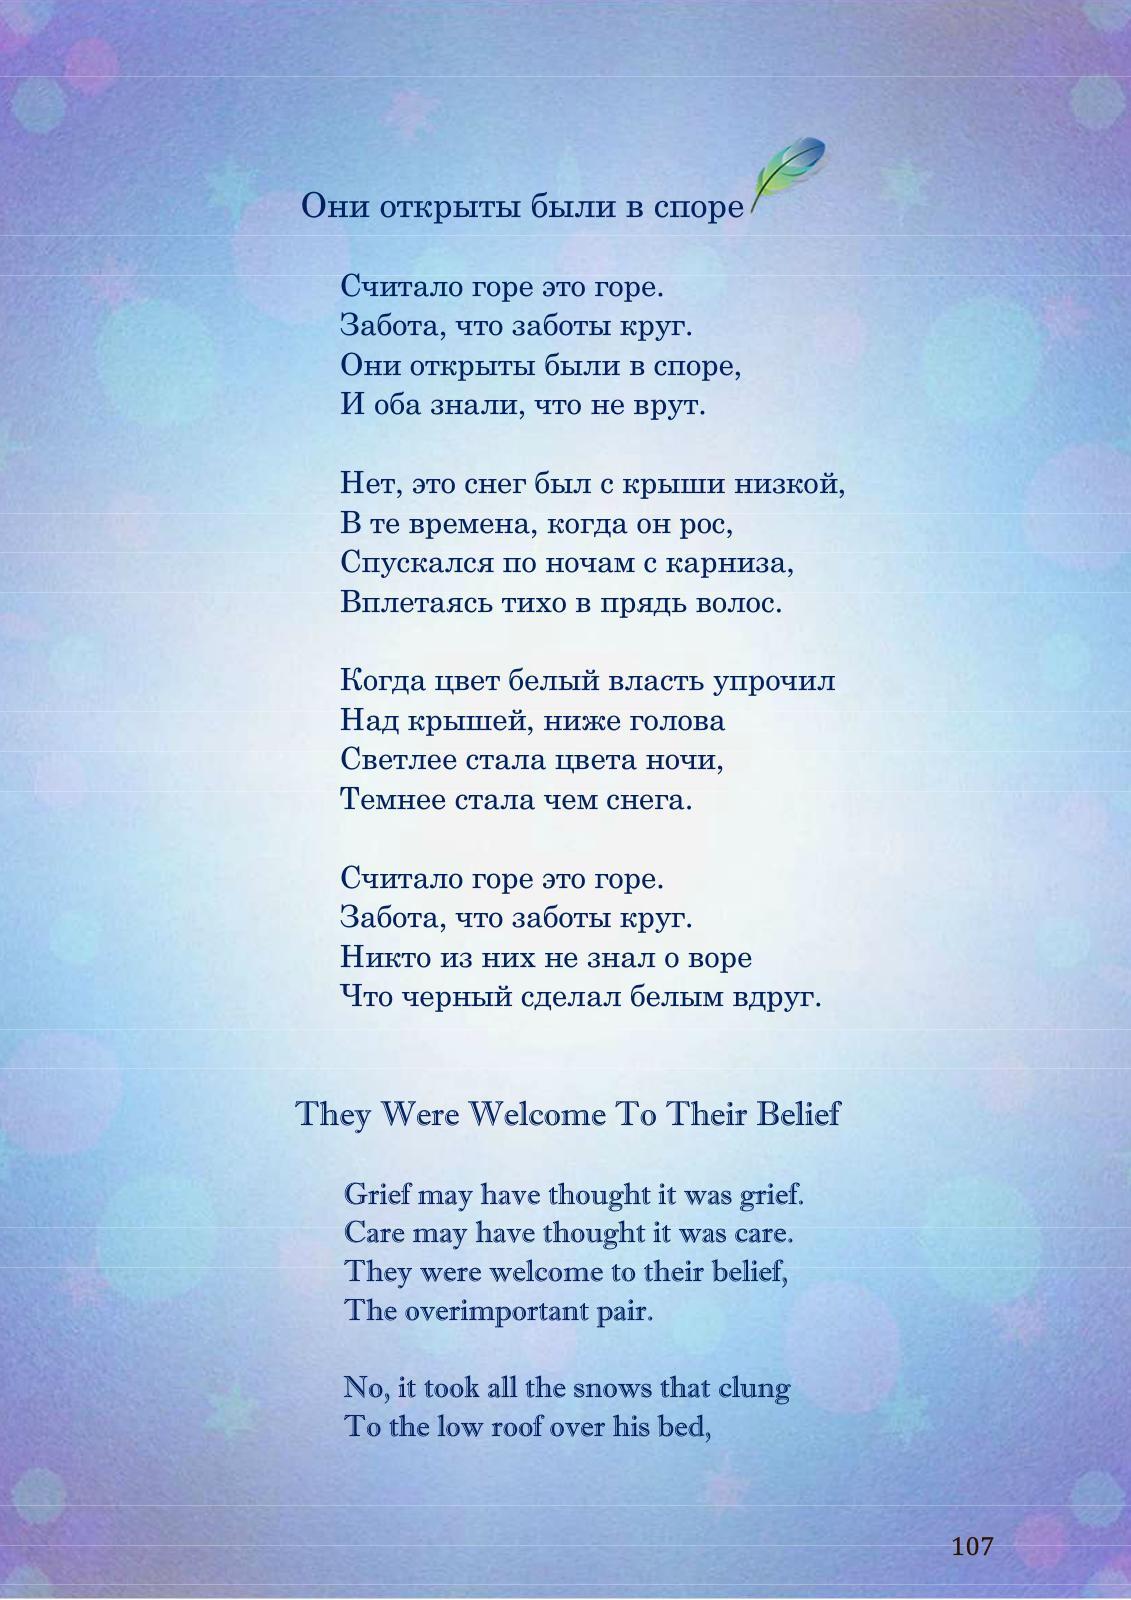 Они открыты были в споре
Считало горе это горе.
Забота, что заботы круг.
Они открыты были в споре,
И оба знали, что не врут.
Нет, это снег был с крыши низкой,
В те времена, когда он рос,
Спускался по ночам с карниза,
Вплетаясь тихо в прядь волос.
Когда цвет белый власть упрочил
Над крышей, ниже голова
Светлее стала цвета ночи,
Темнее стала чем снега.
Считало горе это горе.
Забота, что заботы круг.
Никто из них не знал о воре
Что черный сделал белым вдруг.
They Were Welcome To Their Belief
Grief may have thought it was grief.
Care may have thought it was care.
They were welcome to their belief,
The overimportant pair.
No, it took all the snows that clung
To the low roof over his bed,
107